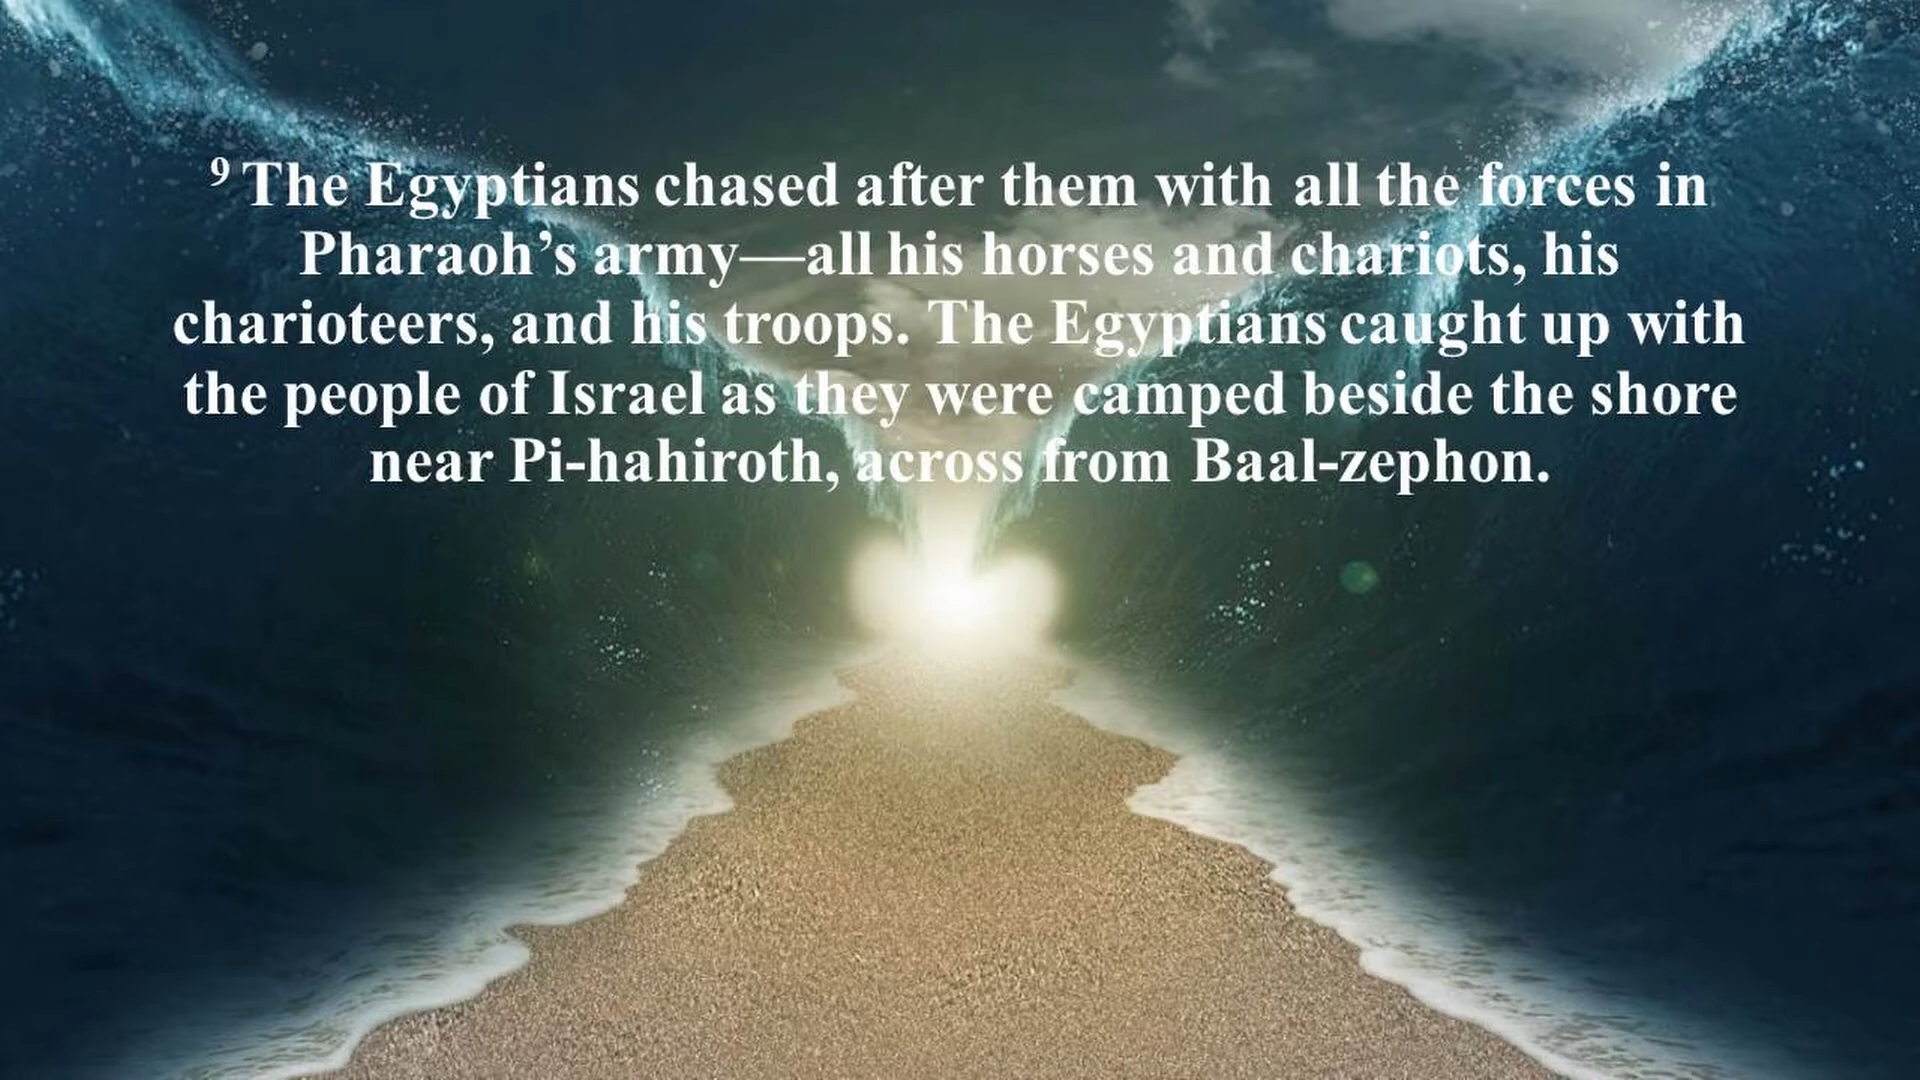 9 The Egyptians chased after them with all the forces in
Pharaoh’s army—all his horses and chariots, his
charioteers, and his troops. The Egyptians caught up with
the people of Israel as they were camped beside the shore
near Pi-hahiroth, across from Baal-zephon.